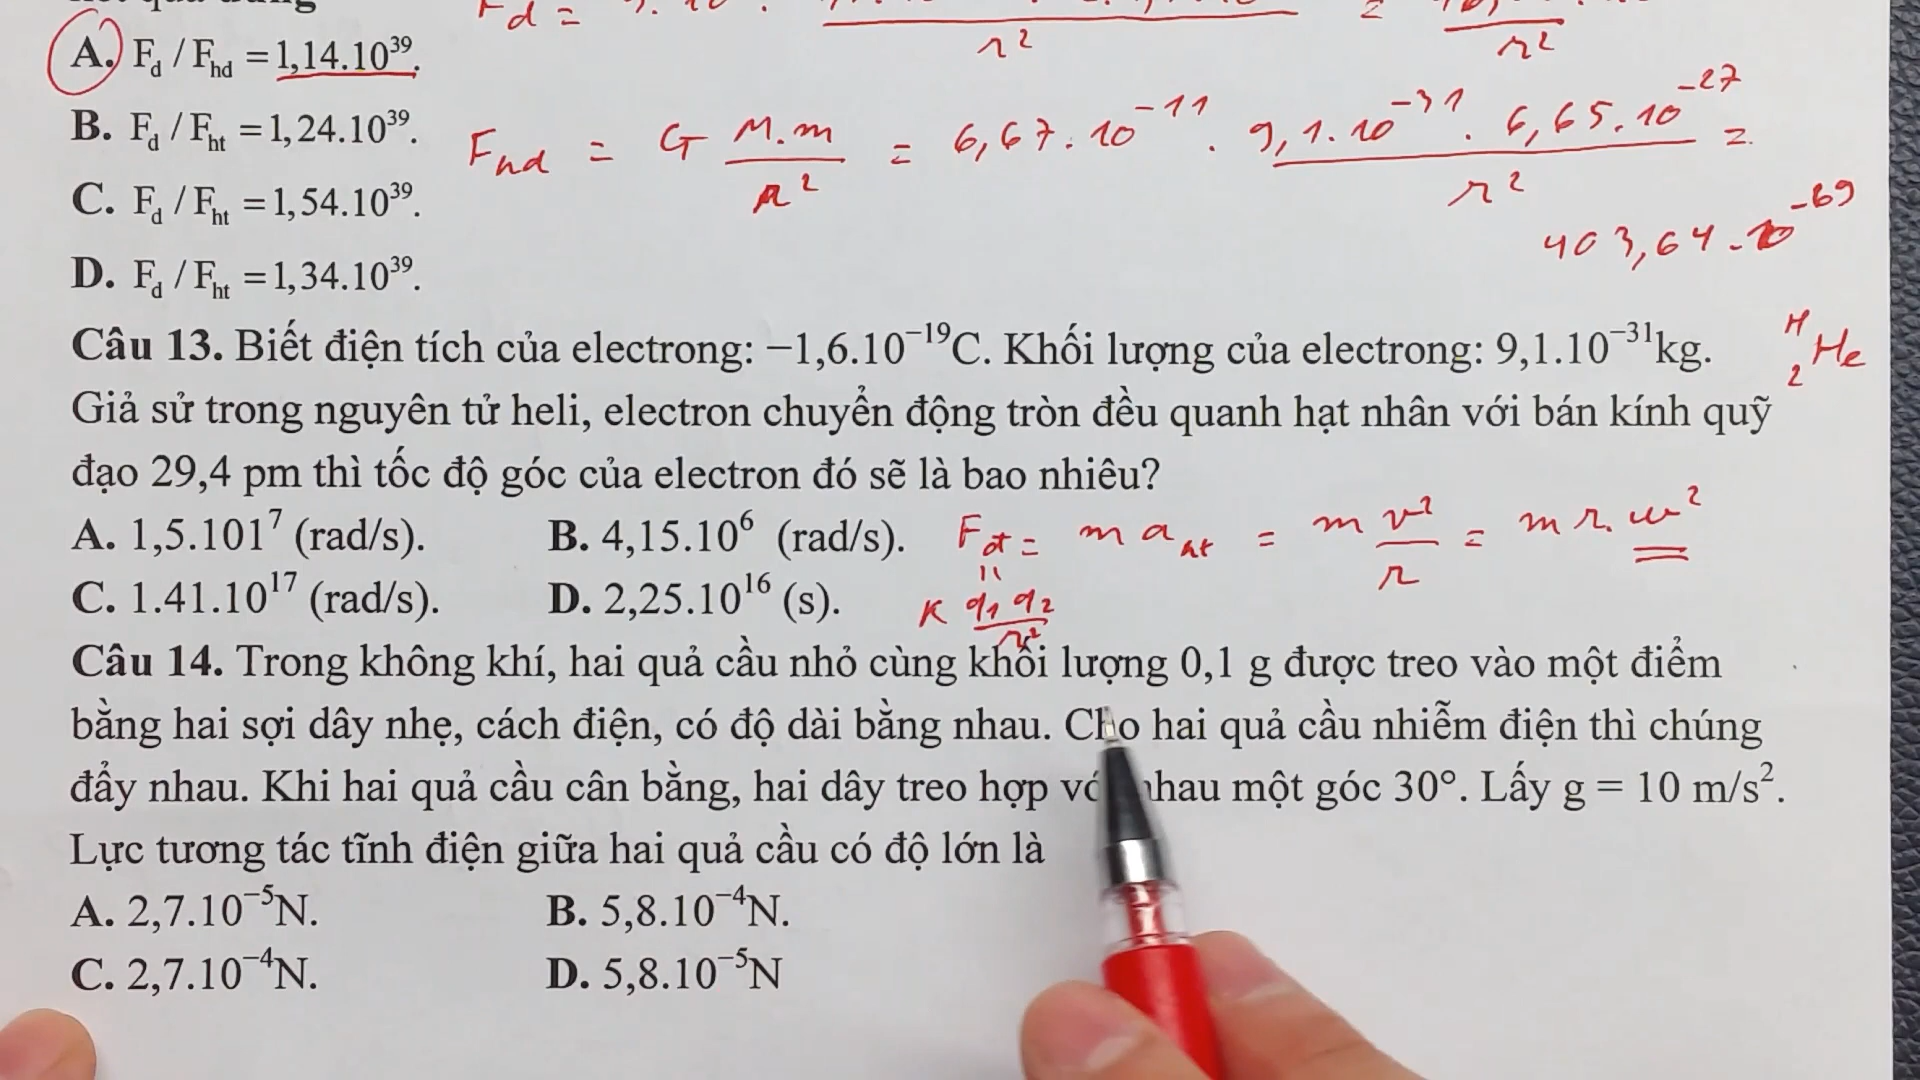 A. F_d / F_hd = 1,14.10^39.
r²
r²
B. F_d / F_ht = 1,24.10^39.
F_hd = G M.m / r² = 6,67.10^-11 . 9,1.10^-31 . 6,65.10^-27 / r² =
403,64.10^-69
C. F_d / F_ht = 1,54.10^39.
D. F_d / F_ht = 1,34.10^39.
Câu 13. Biết điện tích của electrong: −1,6.10^−19C. Khối lượng của electrong: 9,1.10^−31kg.
He
2
Giả sử trong nguyên tử heli, electron chuyển động tròn đều quanh hạt nhân với bán kính quỹ
đạo 29,4 pm thì tốc độ góc của electron đó sẽ là bao nhiêu?
A. 1,5.101^7 (rad/s). B. 4,15.10^6 (rad/s).
F_đt = m a_ht = m v²/r = m r. ω²
C. 1.41.10^17 (rad/s). D. 2,25.10^16 (s).
K q1 q2 / r²
Câu 14. Trong không khí, hai quả cầu nhỏ cùng khối lượng 0,1 g được treo vào một điểm
bằng hai sợi dây nhẹ, cách điện, có độ dài bằng nhau. Cho hai quả cầu nhiễm điện thì chúng
đẩy nhau. Khi hai quả cầu cân bằng, hai dây treo hợp với nhau một góc 30°. Lấy g = 10 m/s².
Lực tương tác tĩnh điện giữa hai quả cầu có độ lớn là
A. 2,7.10^−5N. B. 5,8.10^−4N.
C. 2,7.10^−4N. D. 5,8.10^−5N